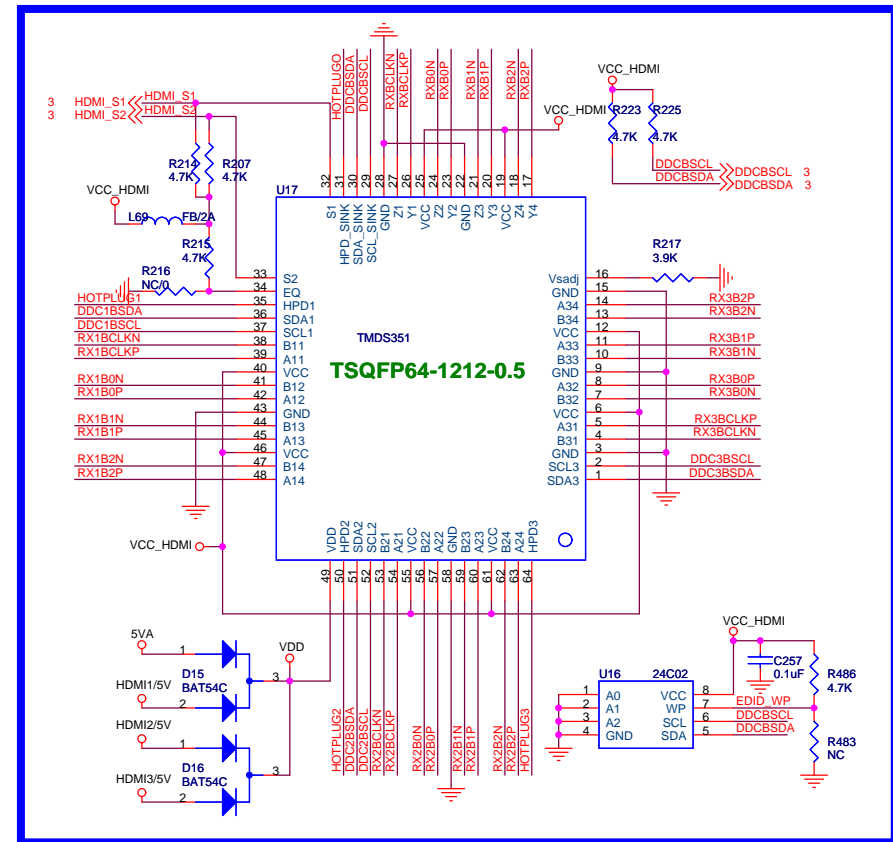 HOTPLUGO
DDCBSDA
DDCBSCL
RXBCLKN
RXBCLKP
RXB0N
RXB0P
RXB1N
RXB1P
RXB2N
RXB2P
3 HDMI_S1 HDMI_S1
3 HDMI_S2 HDMI_S2
VCC_HDMI
VCC_HDMI
R223 4.7K
R225 4.7K
DDCBSCL DDCBSCL 3
DDCBSDA DDCBSDA 3
R214 4.7K
R207 4.7K
VCC_HDMI
L69 FB/2A
R215 4.7K
R216 NC/0
R217 3.9K
U17
32 S1
31 HPD_SINK
30 SDA_SINK
29 SCL_SINK
28 GND
27 Z1
26 Y1
25 VCC
24 Z2
23 Y2
22 GND
21 Z3
20 Y3
19 VCC
18 Z4
17 Y4
33 S2
34 EQ
HOTPLUG1 35 HPD1
DDC1BSDA 36 SDA1
DDC1BSCL 37 SCL1
RX1BCLKN 38 B11
RX1BCLKP 39 A11
40 VCC
RX1B0N 41 B12
RX1B0P 42 A12
43 GND
RX1B1N 44 B13
RX1B1P 45 A13
46 VCC
RX1B2N 47 B14
RX1B2P 48 A14
TMDS351
TSQFP64-1212-0.5
Vsadj 16
GND 15
A34 14 RX3B2P
B34 13 RX3B2N
VCC 12
A33 11 RX3B1P
B33 10 RX3B1N
GND 9
A32 8 RX3B0P
B32 7 RX3B0N
VCC 6
A31 5 RX3BCLKP
B31 4 RX3BCLKN
GND 3
SCL3 2 DDC3BSCL
SDA3 1 DDC3BSDA
VDD 49
HPD2 50
SDA2 51
SCL2 52
B21 53
A21 54
VCC 55
B22 56
A22 57
GND 58
B23 59
A23 60
VCC 61
B24 62
A24 63
HPD3 64
VCC_HDMI
HOTPLUG2
DDC2BSDA
DDC2BSCL
RX2BCLKN
RX2BCLKP
RX2B0N
RX2B0P
RX2B1N
RX2B1P
RX2B2N
RX2B2P
HOTPLUG3
5VA
1
D15
BAT54C
3
VDD
HDMI1/5V
2
HDMI2/5V
1
D16
BAT54C
3
HDMI3/5V
2
VCC_HDMI
C257
0.1uF
R486
4.7K
R483
NC
U16 24C02
1 A0 VCC 8
2 A1 WP 7 EDID_WP
3 A2 SCL 6 DDCBSCL
4 GND SDA 5 DDCBSDA